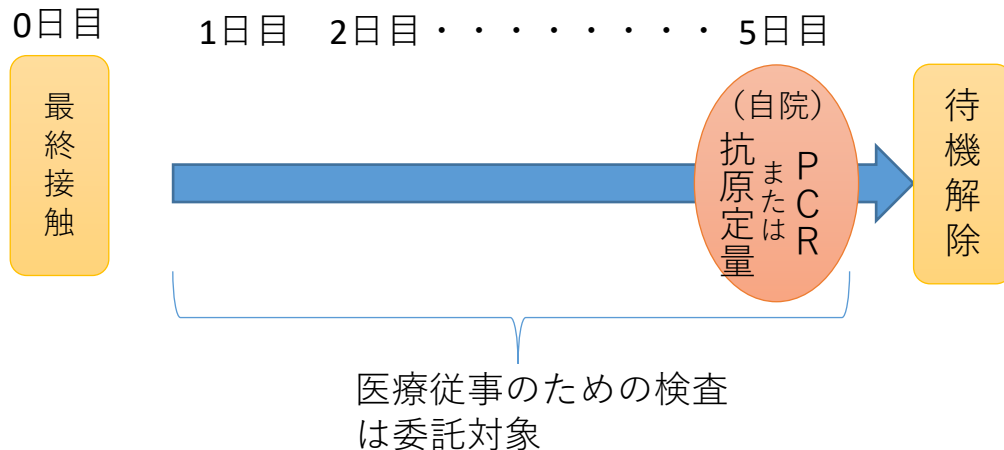 0日目
1日目 2日目・・・・・・・・ 5日目
最終接触
（自院）
PCR
または
抗原定量
待機解除
医療従事のための検査
は委託対象